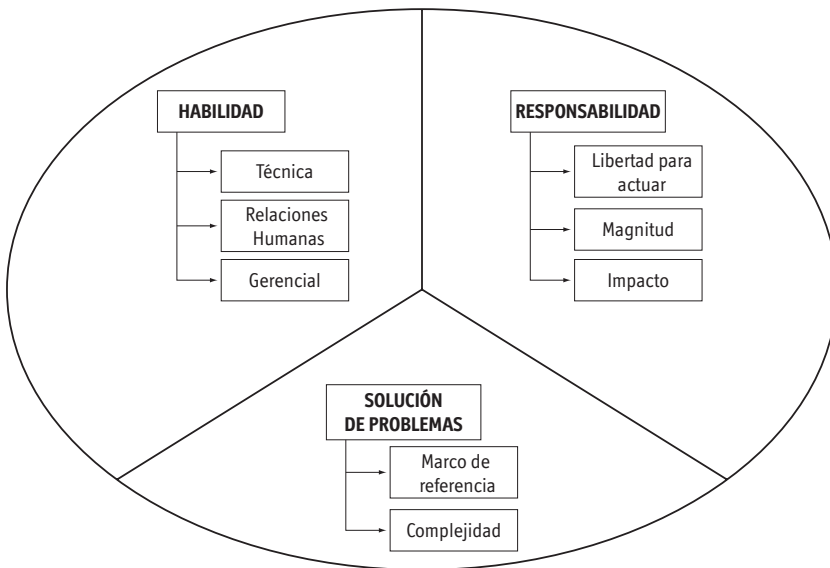 HABILIDAD
Técnica
Relaciones
Humanas
Gerencial
RESPONSABILIDAD
Libertad para
actuar
Magnitud
Impacto
SOLUCIÓN
DE PROBLEMAS
Marco de
referencia
Complejidad